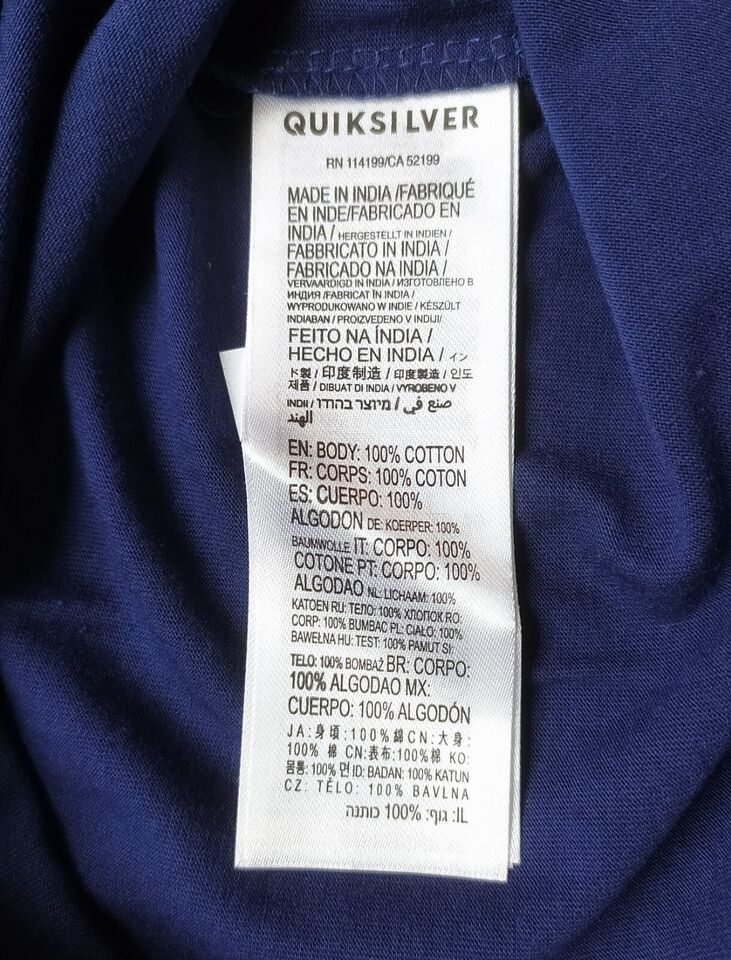 QUIKSILVER
RN 114199/CA 52199
MADE IN INDIA /FABRIQUÉ
EN INDE/FABRICADO EN
INDIA / HERGESTELLT IN INDIEN /
FABBRICATO IN INDIA /
FABRICADO NA INDIA /
VERVAARDIGD IN INDIA / ИЗГОТОВЛЕНО В
ИНДИЯ /FABRICAT ÎN INDIA /
WYPRODUKOWANO W INDIE / KÉSZÜLT
INDIABAN / PROIZVEDENO V INDIJI/
FEITO NA ÍNDIA /
HECHO EN INDIA / イン
ド製 / 印度制造 / 印度製造 / 인도
제품 / DIBUAT DI INDIA / VYROBENO V
INDII / מיוצר בהודו / صنع في
الهند
EN: BODY: 100% COTTON
FR: CORPS: 100% COTON
ES: CUERPO: 100%
ALGODON DE: KOERPER: 100%
BAUMWOLLE IT: CORPO: 100%
COTONE PT: CORPO: 100%
ALGODAO NL: LICHAAM: 100%
KATOEN RU: ТЕЛО: 100% ХЛОПОК RO:
CORP: 100% BUMBAC PL: CIAŁO: 100%
BAWEŁNA HU: TEST: 100% PAMUT SI:
TELO: 100% BOMBAŽ BR: CORPO:
100% ALGODAO MX:
CUERPO: 100% ALGODÓN
JA:身頃:100%綿CN:大身:
100% 棉 CN:表布:100%棉 KO:
몸통: 100% 면 ID: BADAN: 100% KATUN
CZ: TĚLO: 100% BAVLNA
IL: גוף: 100% כותנה